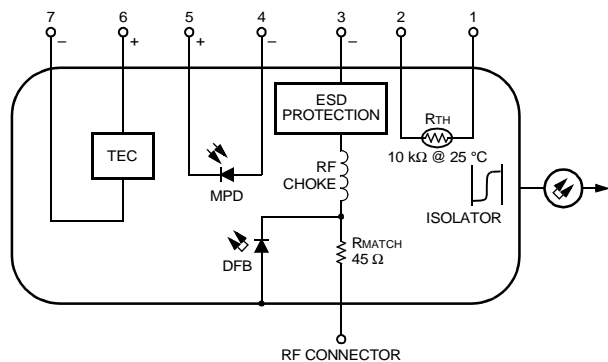 7 6 5 4 3 2 1
– + + – –
ESD
PROTECTION
RTH
10 kΩ @ 25 °C
TEC
RF
CHOKE
MPD
ISOLATOR
DFB
RMATCH
45 Ω
RF CONNECTOR